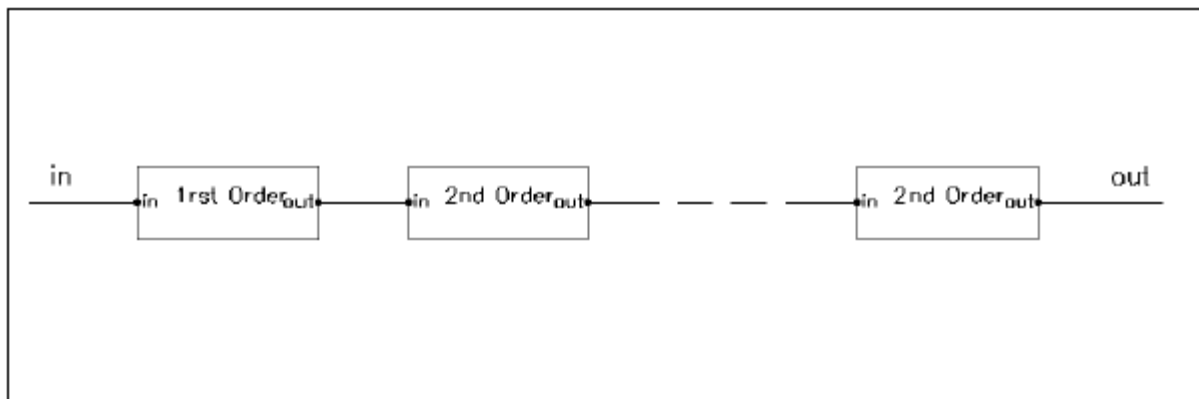 in
in 1rst Order out
in 2nd Order out
in 2nd Order out
out